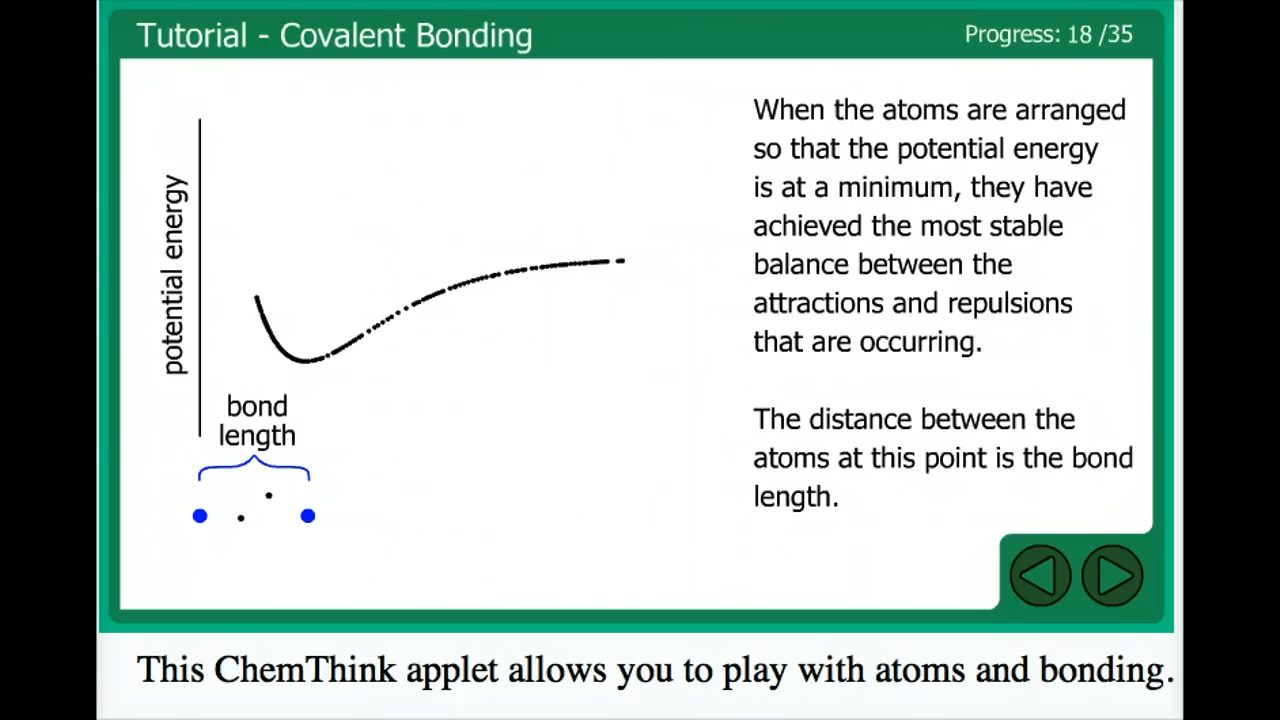 Tutorial - Covalent Bonding
Progress: 18 /35
potential energy
bond
length
When the atoms are arranged
so that the potential energy
is at a minimum, they have
achieved the most stable
balance between the
attractions and repulsions
that are occurring.
The distance between the
atoms at this point is the bond
length.
This ChemThink applet allows you to play with atoms and bonding.